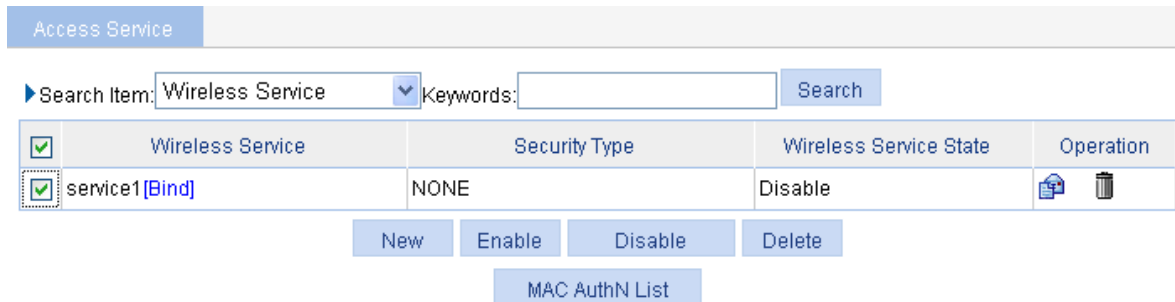 Access Service
Search Item: Wireless Service Keywords: Search
Wireless Service Security Type Wireless Service State Operation
service1[Bind] NONE Disable
New Enable Disable Delete
MAC AuthN List